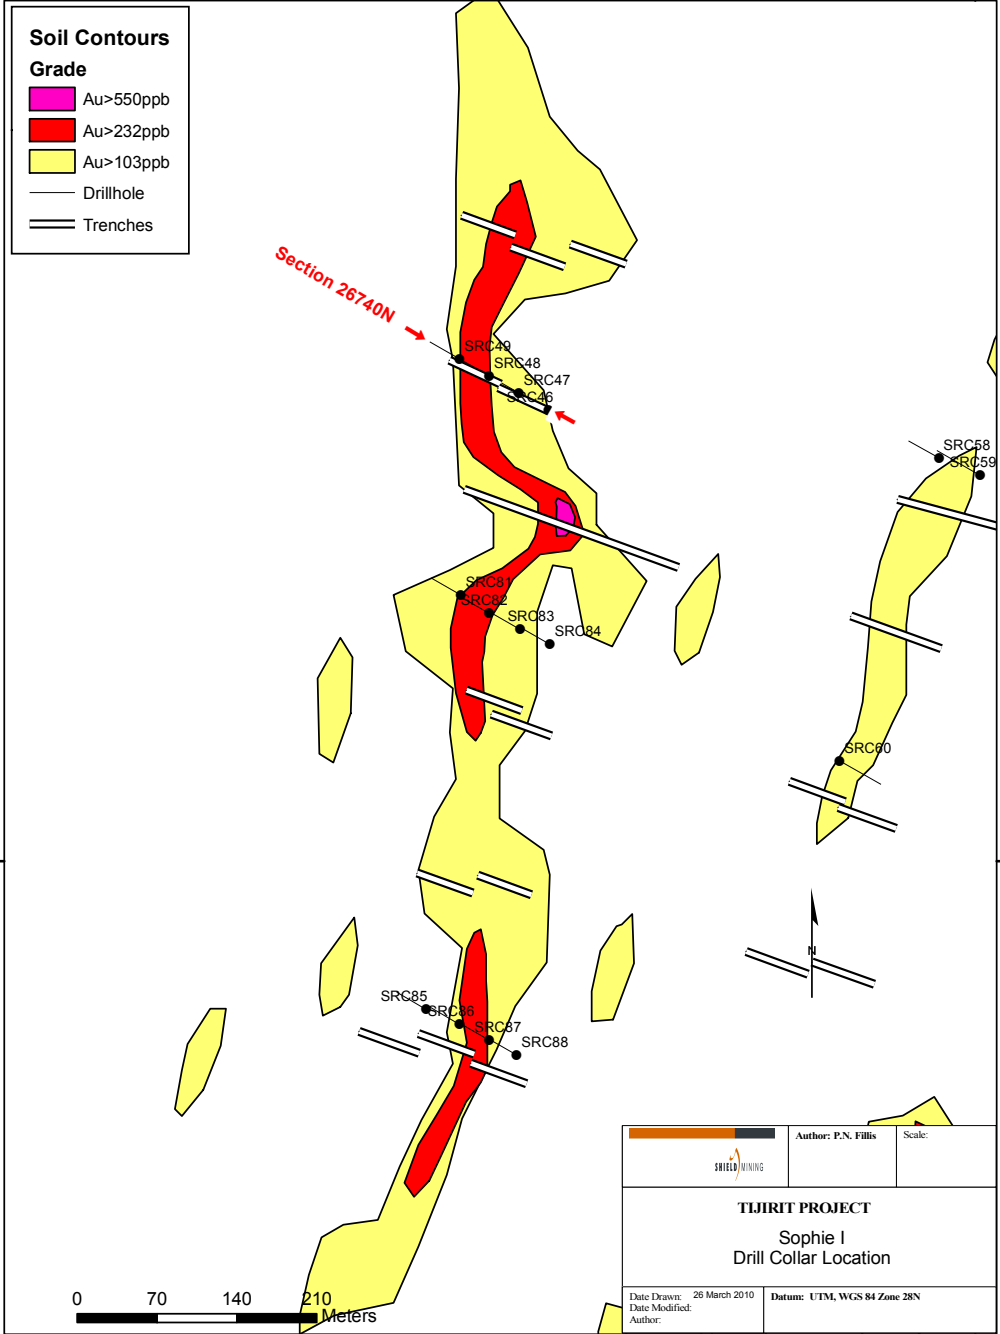 Soil Contours
Grade
Au>550ppb
Au>232ppb
Au>103ppb
Drillhole
Trenches
Section 26740N
SRC49
SRC48
SRC47
SRC46
SRC58
SRC59
SRC81
SRC82
SRC83
SRC84
SRC60
N
SRC85
SRC86
SRC87
SRC88
0 70 140 210
Meters
SHIELD MINING
Author: P.N. Fillis
Scale:
TIJIRIT PROJECT
Sophie I
Drill Collar Location
Date Drawn: 26 March 2010
Date Modified:
Author:
Datum: UTM, WGS 84 Zone 28N